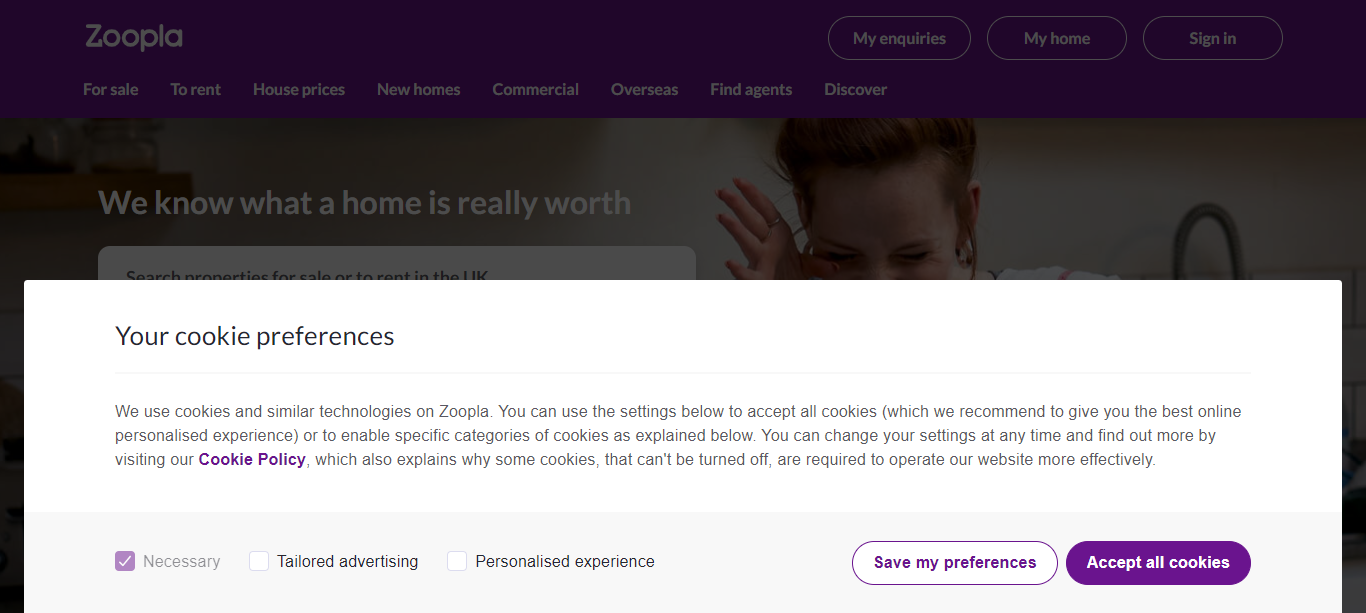 Zoopla
My enquiries
My home
Sign in
For sale
To rent
House prices
New homes
Commercial
Overseas
Find agents
Discover
We know what a home is really worth
Search properties for sale or to rent in the UK
Your cookie preferences
We use cookies and similar technologies on Zoopla. You can use the settings below to accept all cookies (which we recommend to give you the best online
personalised experience) or to enable specific categories of cookies as explained below. You can change your settings at any time and find out more by
visiting our Cookie Policy, which also explains why some cookies, that can't be turned off, are required to operate our website more effectively.
Necessary
Tailored advertising
Personalised experience
Save my preferences
Accept all cookies